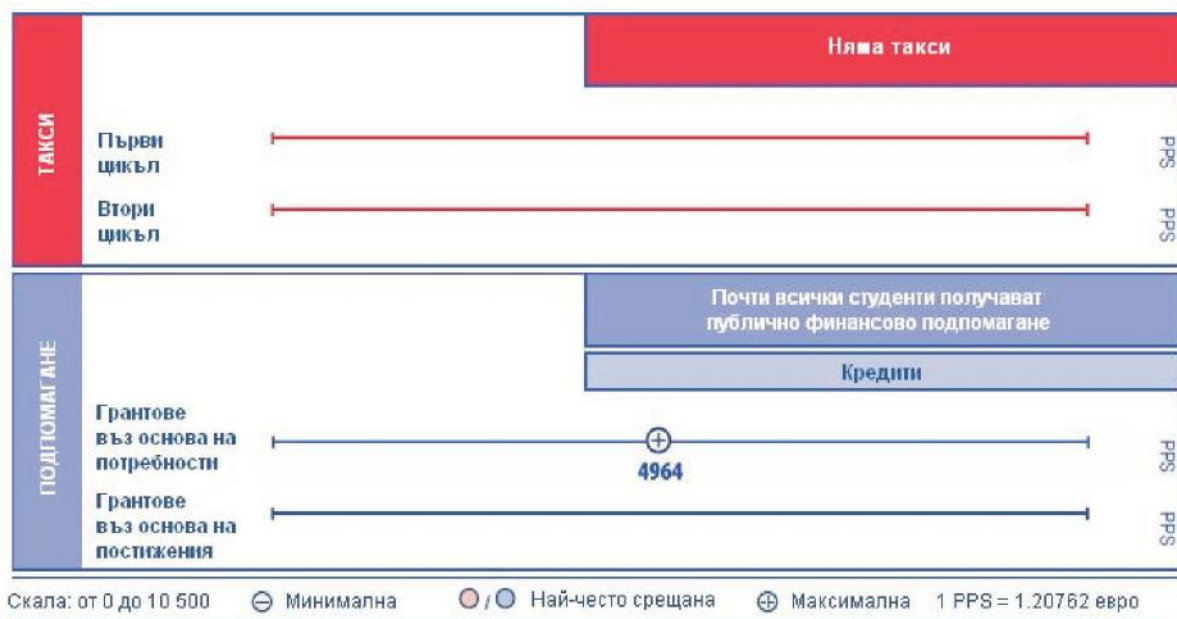 ТАКСИ
Няма такси
Първи
цикъл
PPS
Втори
цикъл
PPS
ПОДПОМАГАНЕ
Почти всички студенти получават
публично финансово подпомагане
Кредити
Грантове
въз основа на
потребности
4964
PPS
Грантове
въз основа на
постижения
PPS
Скала: от 0 до 10 500 Минимална / Най-често срещана Максимална 1 PPS = 1.20762 евро